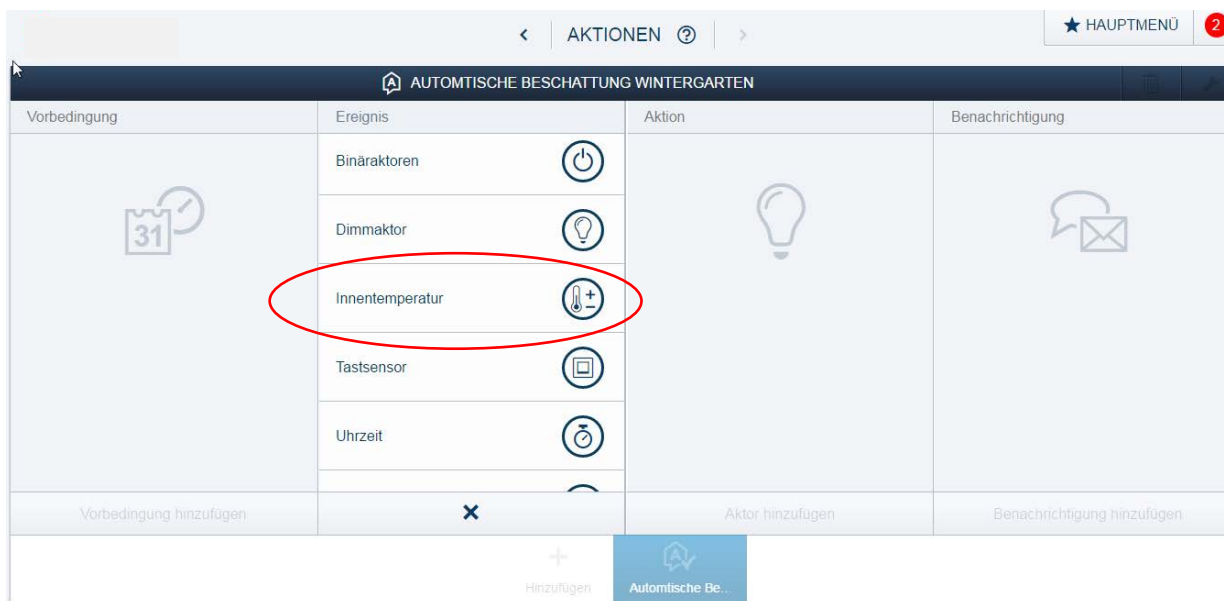 AKTIONEN ?
HAUPTMENÜ 2
AUTOMTISCHE BESCHATTUNG WINTERGARTEN
Vorbedingung
Ereignis
Aktion
Benachrichtigung
31
Binäraktoren
Dimmaktor
Innentemperatur
Tastsensor
Uhrzeit
Vorbedingung hinzufügen
Aktor hinzufügen
Benachrichtigung hinzufügen
Hinzufügen
Automtische Be...